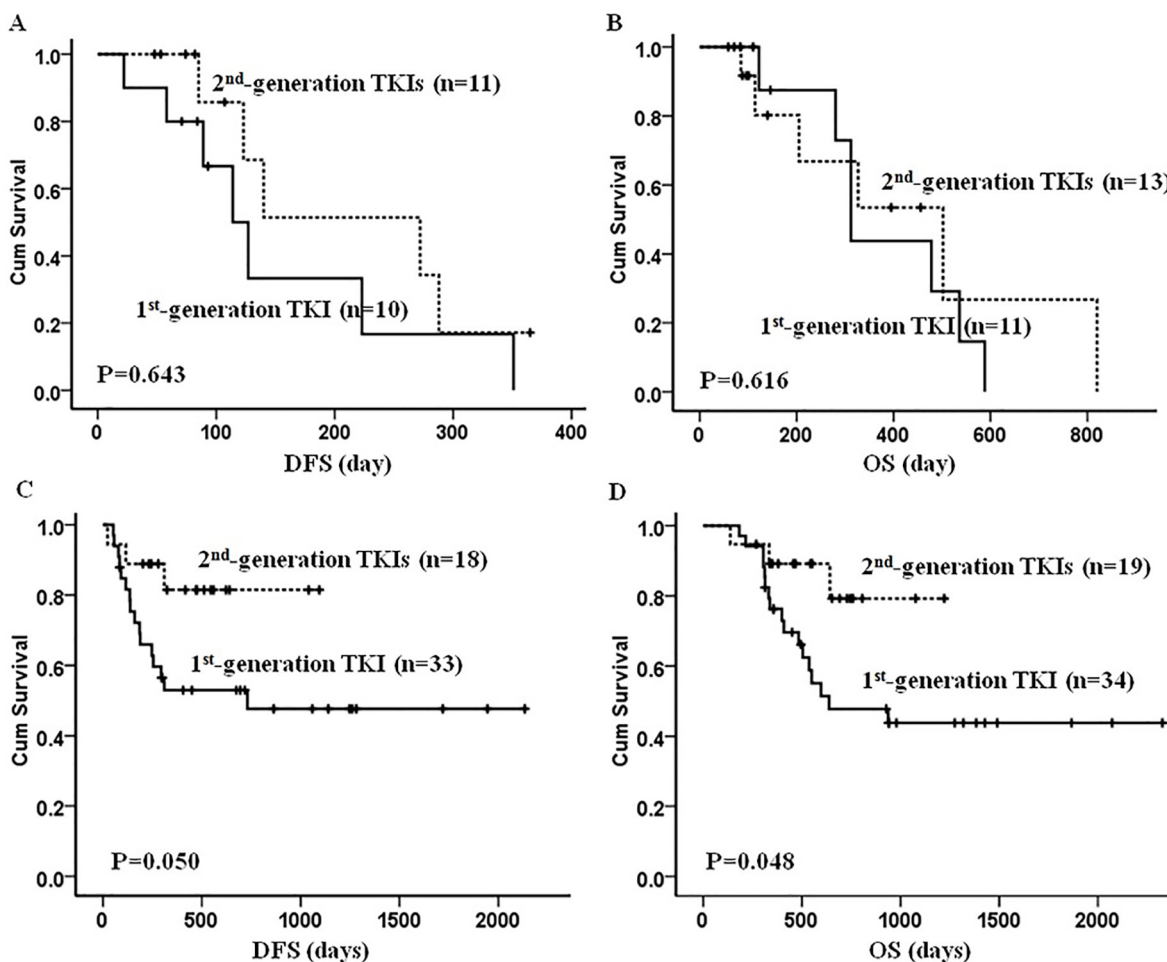 A
Cum Survival
1.0
0.8
0.6
0.4
0.2
0.0
2nd-generation TKIs (n=11)
1st-generation TKI (n=10)
P=0.643
0 100 200 300 400
DFS (day)
B
Cum Survival
1.0
0.8
0.6
0.4
0.2
0.0
2nd-generation TKIs (n=13)
1st-generation TKI (n=11)
P=0.616
0 200 400 600 800
OS (day)
C
Cum Survival
1.0
0.8
0.6
0.4
0.2
0.0
2nd-generation TKIs (n=18)
1st-generation TKI (n=33)
P=0.050
0 500 1000 1500 2000
DFS (days)
D
Cum Survival
1.0
0.8
0.6
0.4
0.2
0.0
2nd-generation TKIs (n=19)
1st-generation TKI (n=34)
P=0.048
0 500 1000 1500 2000
OS (days)